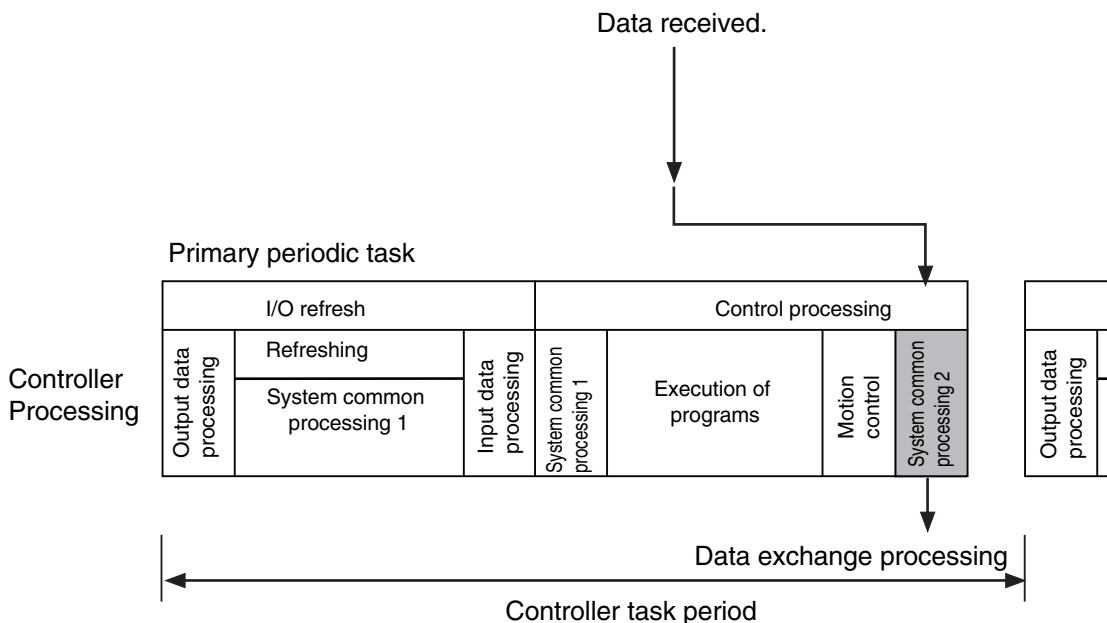 Data received.
Primary periodic task
I/O refresh
Control processing
Controller
Processing
Output data
processing
Refreshing
System common
processing 1
Input data
processing
System common
processing 1
Execution of
programs
Motion
control
System common
processing 2
Output data
processing
Data exchange processing
Controller task period